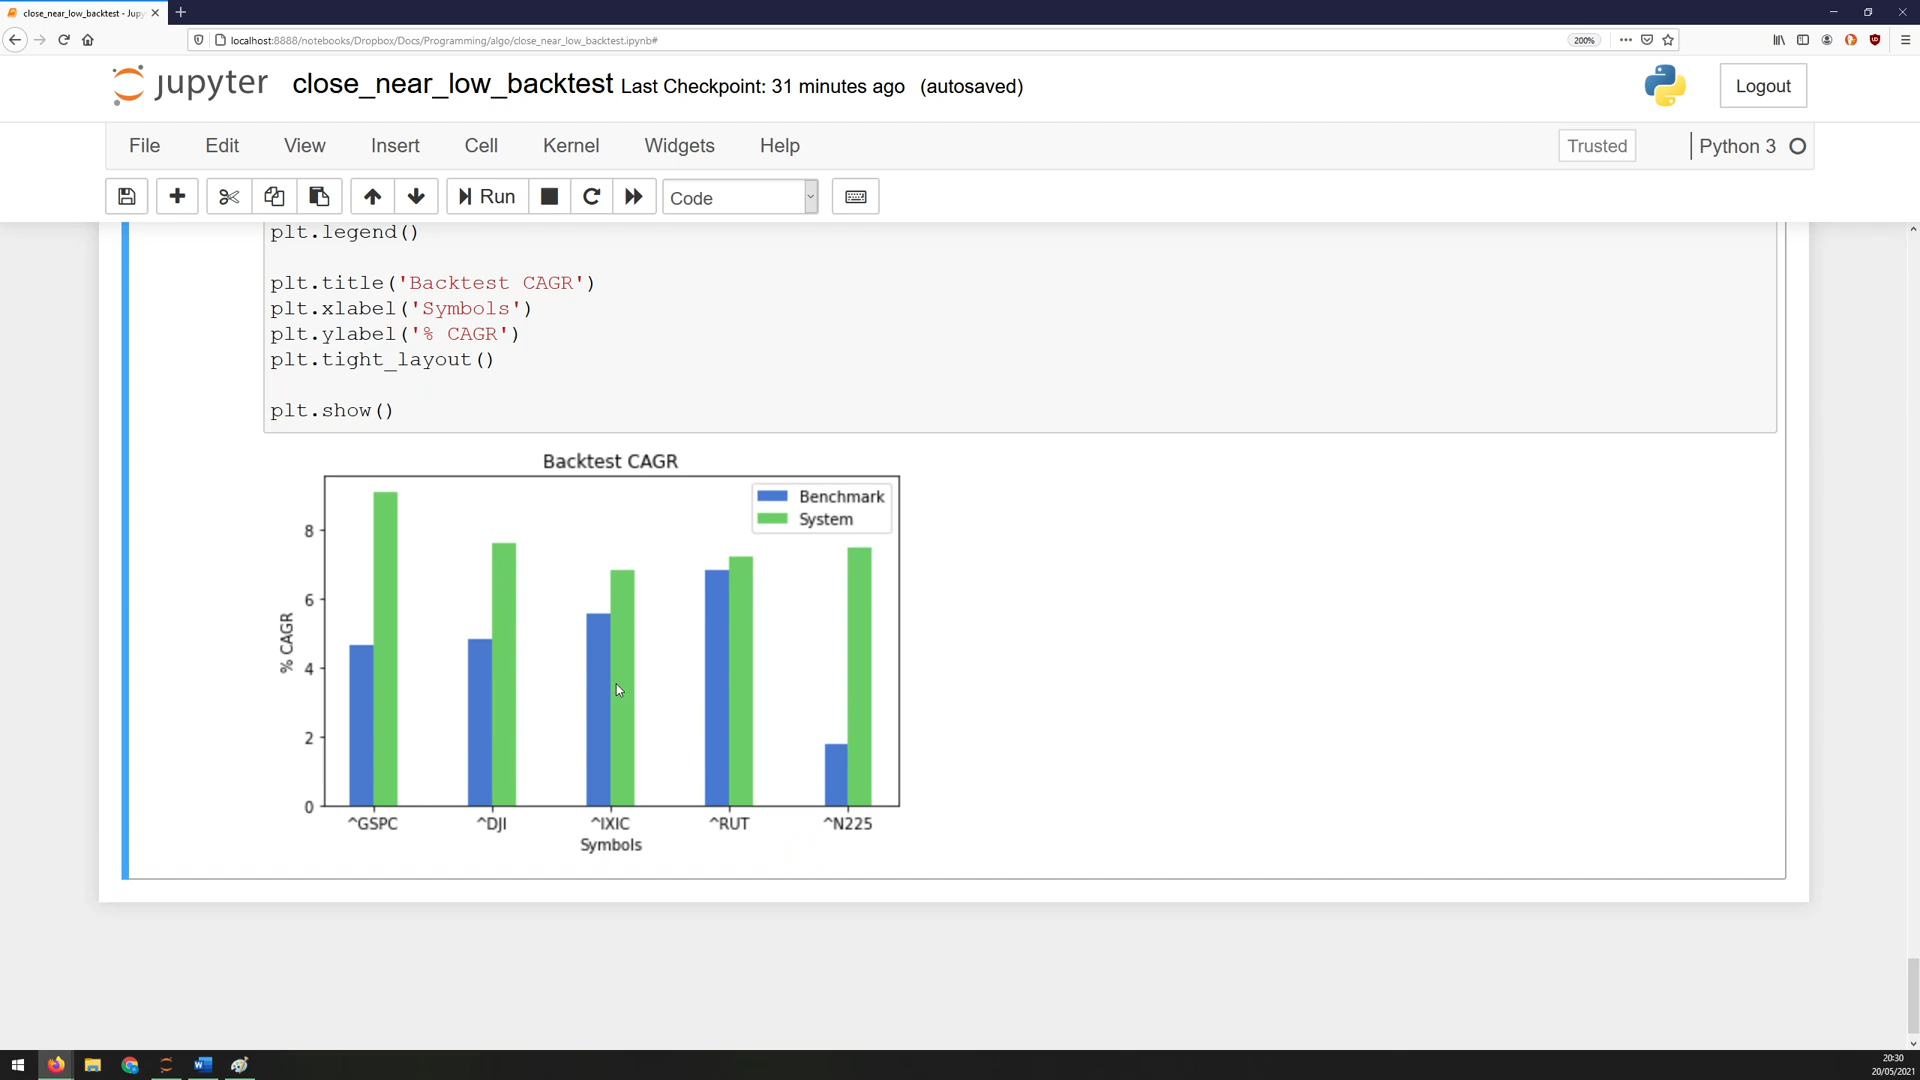 close_near_low_backtest - Jupy
localhost:8888/notebooks/Dropbox/Docs/Programming/algo/close_near_low_backtest.ipynb#
200%
jupyter close_near_low_backtest Last Checkpoint: 31 minutes ago (autosaved)
Logout
File Edit View Insert Cell Kernel Widgets Help
Trusted
Python 3
Run
Code
plt.legend()
plt.title('Backtest CAGR')
plt.xlabel('Symbols')
plt.ylabel('% CAGR')
plt.tight_layout()
plt.show()
Backtest CAGR
Benchmark
System
8
6
4
2
0
% CAGR
^GSPC ^DJI ^IXIC ^RUT ^N225
Symbols
20:30
20/05/2021